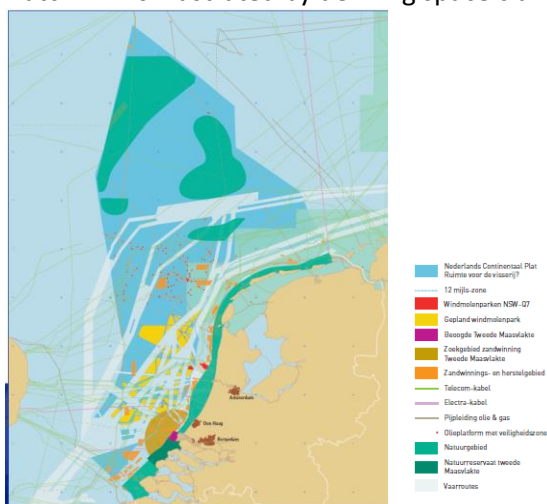 Amsterdam
Den Haag
Rotterdam
Nederlands Continentaal Plat
Ruimte voor de visserij?
12 mijls-zone
Windmolenparken NSW-Q7
Gepland windmolenpark
Beoogde Tweede Maasvlakte
Zoekgebied zandwinning
Tweede Maasvlakte
Zandwinnings- en herstelgebied
Telecom-kabel
Electra-kabel
Pijpleiding olie & gas
Olieplatform met veiligheidszone
Natuurgebied
Natuurreservaat tweede
Maasvlakte
Vaarroutes